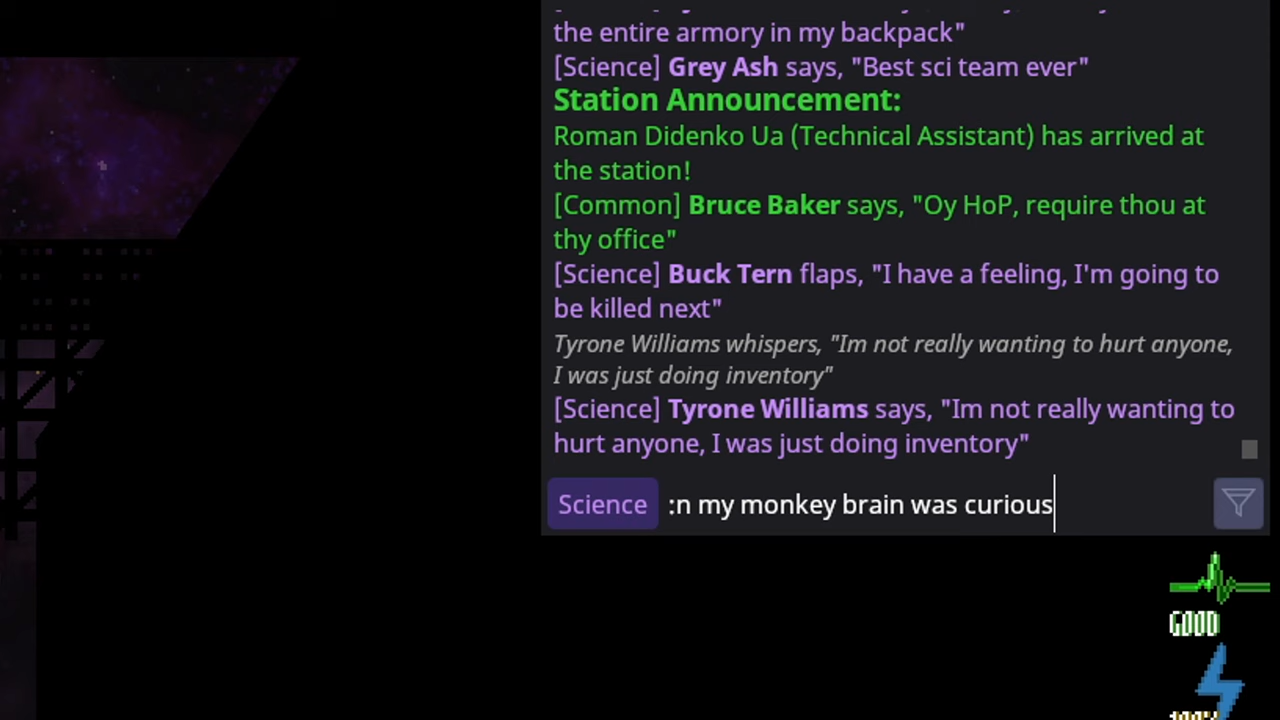 the entire armory in my backpack"
[Science] Grey Ash says, "Best sci team ever"
Station Announcement:
Roman Didenko Ua (Technical Assistant) has arrived at
the station!
[Common] Bruce Baker says, "Oy HoP, require thou at
thy office"
[Science] Buck Tern flaps, "I have a feeling, I'm going to
be killed next"
Tyrone Williams whispers, "Im not really wanting to hurt anyone,
I was just doing inventory"
[Science] Tyrone Williams says, "Im not really wanting to
hurt anyone, I was just doing inventory"
Science :n my monkey brain was curious
GOOD